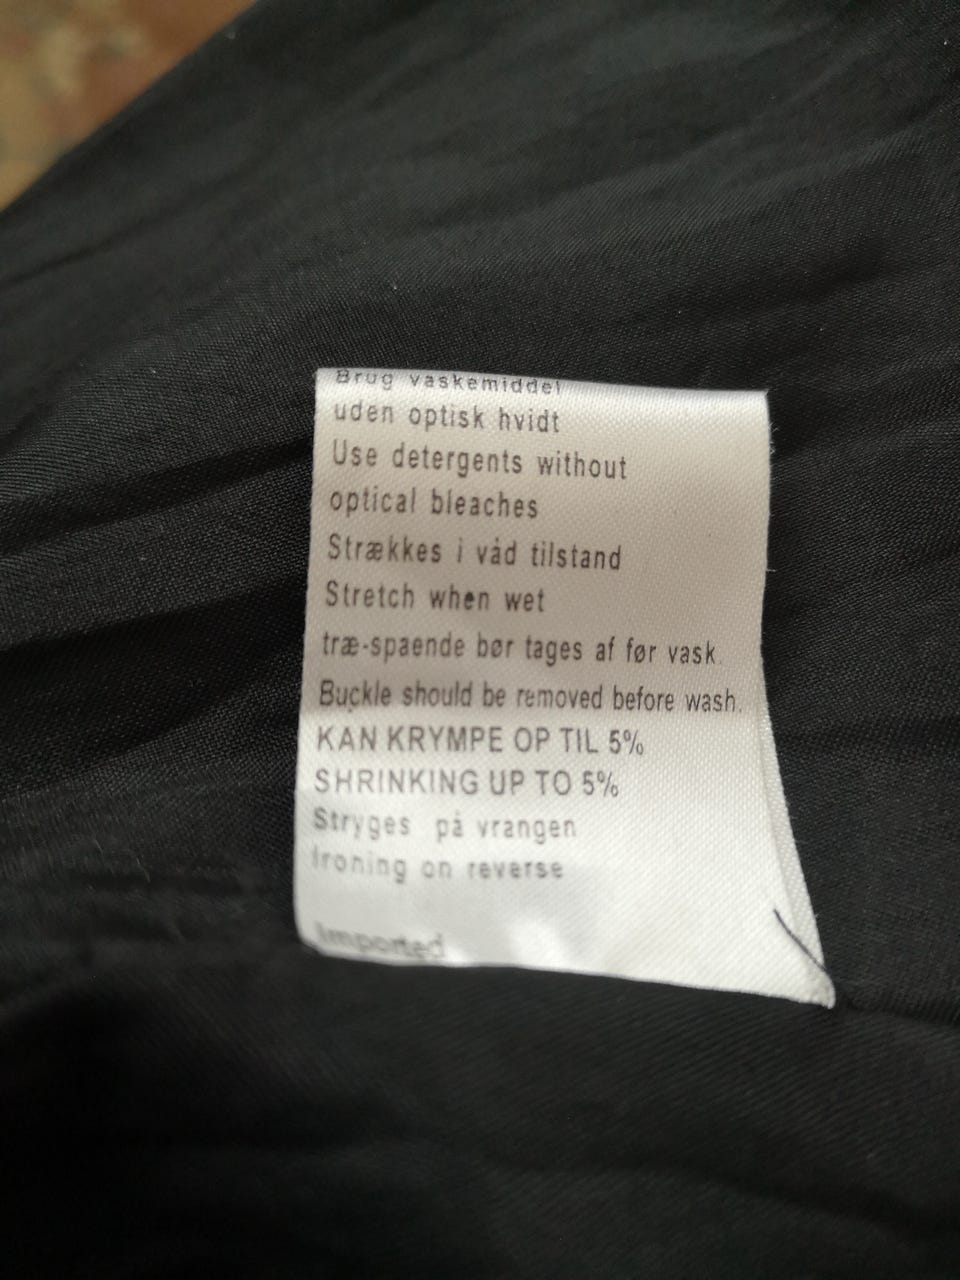 Brug vaskemiddel
uden optisk hvidt
Use detergents without
optical bleaches
Strækkes i våd tilstand
Stretch when wet
træ-spaende bør tages af før vask.
Buckle should be removed before wash.
KAN KRYMPE OP TIL 5%
SHRINKING UP TO 5%
Stryges på vrangen
Ironing on reverse
Imported